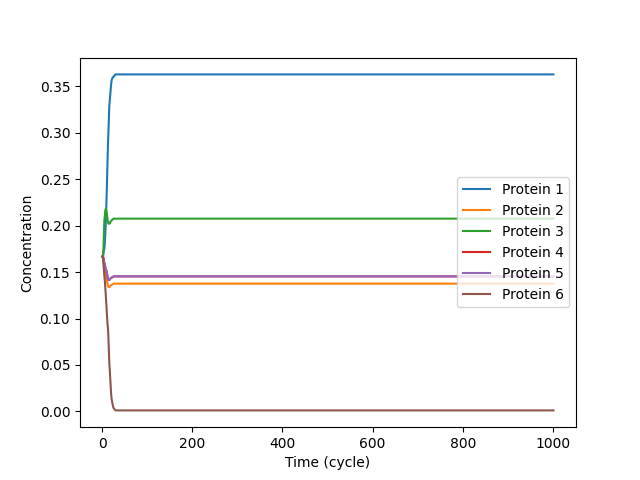 0.35
0.30
0.25
0.20
0.15
0.10
0.05
0.00
Concentration
Protein 1
Protein 2
Protein 3
Protein 4
Protein 5
Protein 6
0 200 400 600 800 1000
Time (cycle)